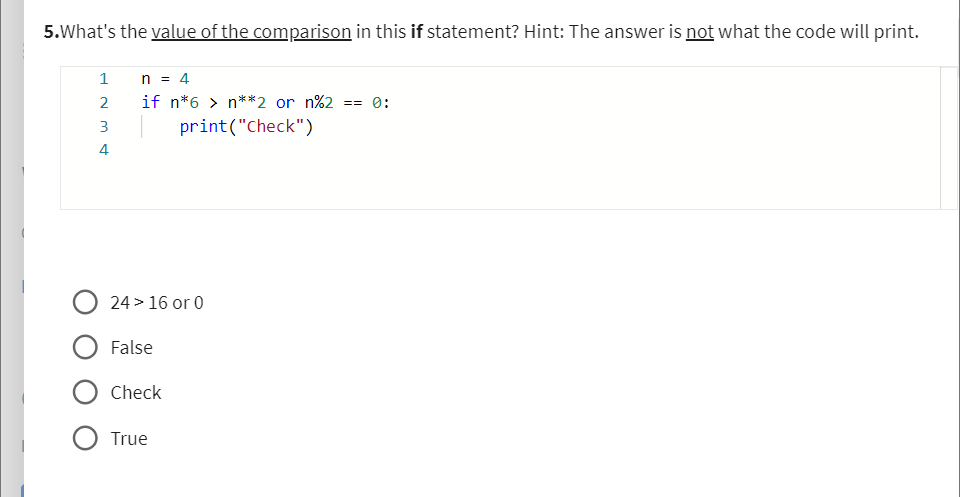 5.What's the value of the comparison in this if statement? Hint: The answer is not what the code will print.
1 n = 4
2 if n*6 > n**2 or n%2 == 0:
3 print("Check")
4
24 > 16 or 0
False
Check
True